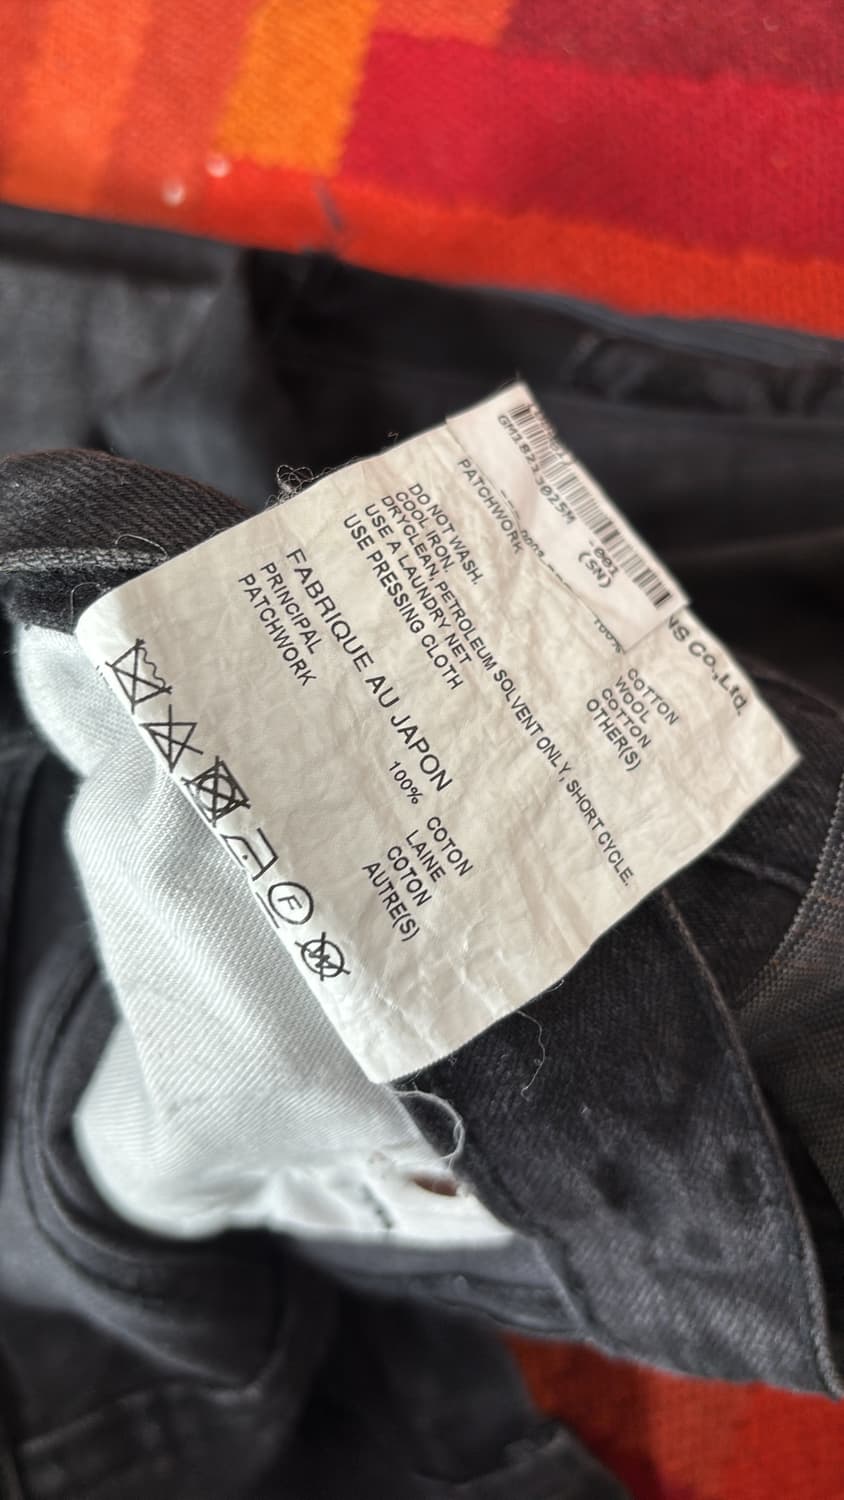 GM18213025M -001
(SN)
NS Co.,Ltd.
COTTON
WOOL
PATCHWORK COTTON
OTHER(S)
DO NOT WASH.
COOL IRON.
DRYCLEAN, PETROLEUM SOLVENT ONLY, SHORT CYCLE.
USE A LAUNDRY NET
USE PRESSING CLOTH
FABRIQUE AU JAPON
PRINCIPAL 100% COTON
LAINE
PATCHWORK COTON
AUTRE(S)
F
W